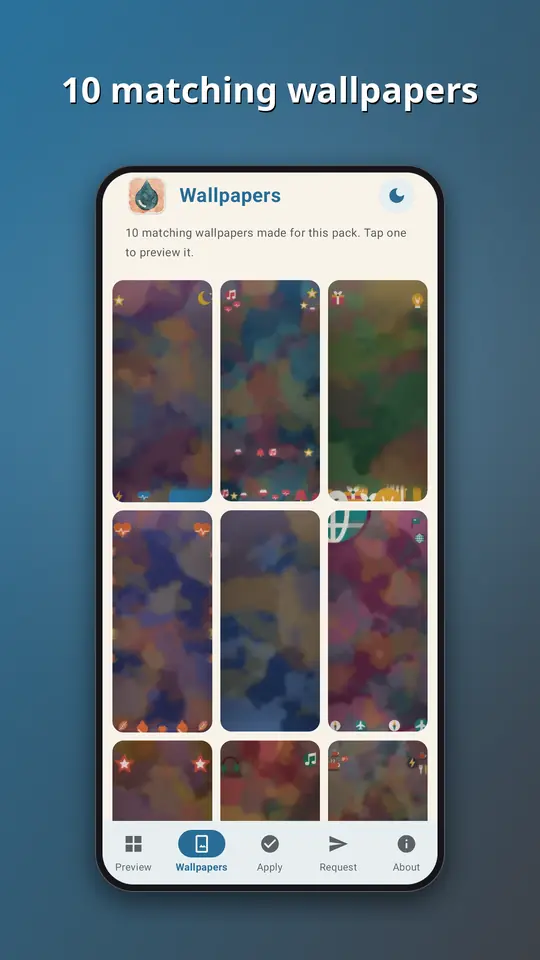 10 matching wallpapers
Wallpapers
10 matching wallpapers made for this pack. Tap one
to preview it.
Preview
Wallpapers
Apply
Request
About